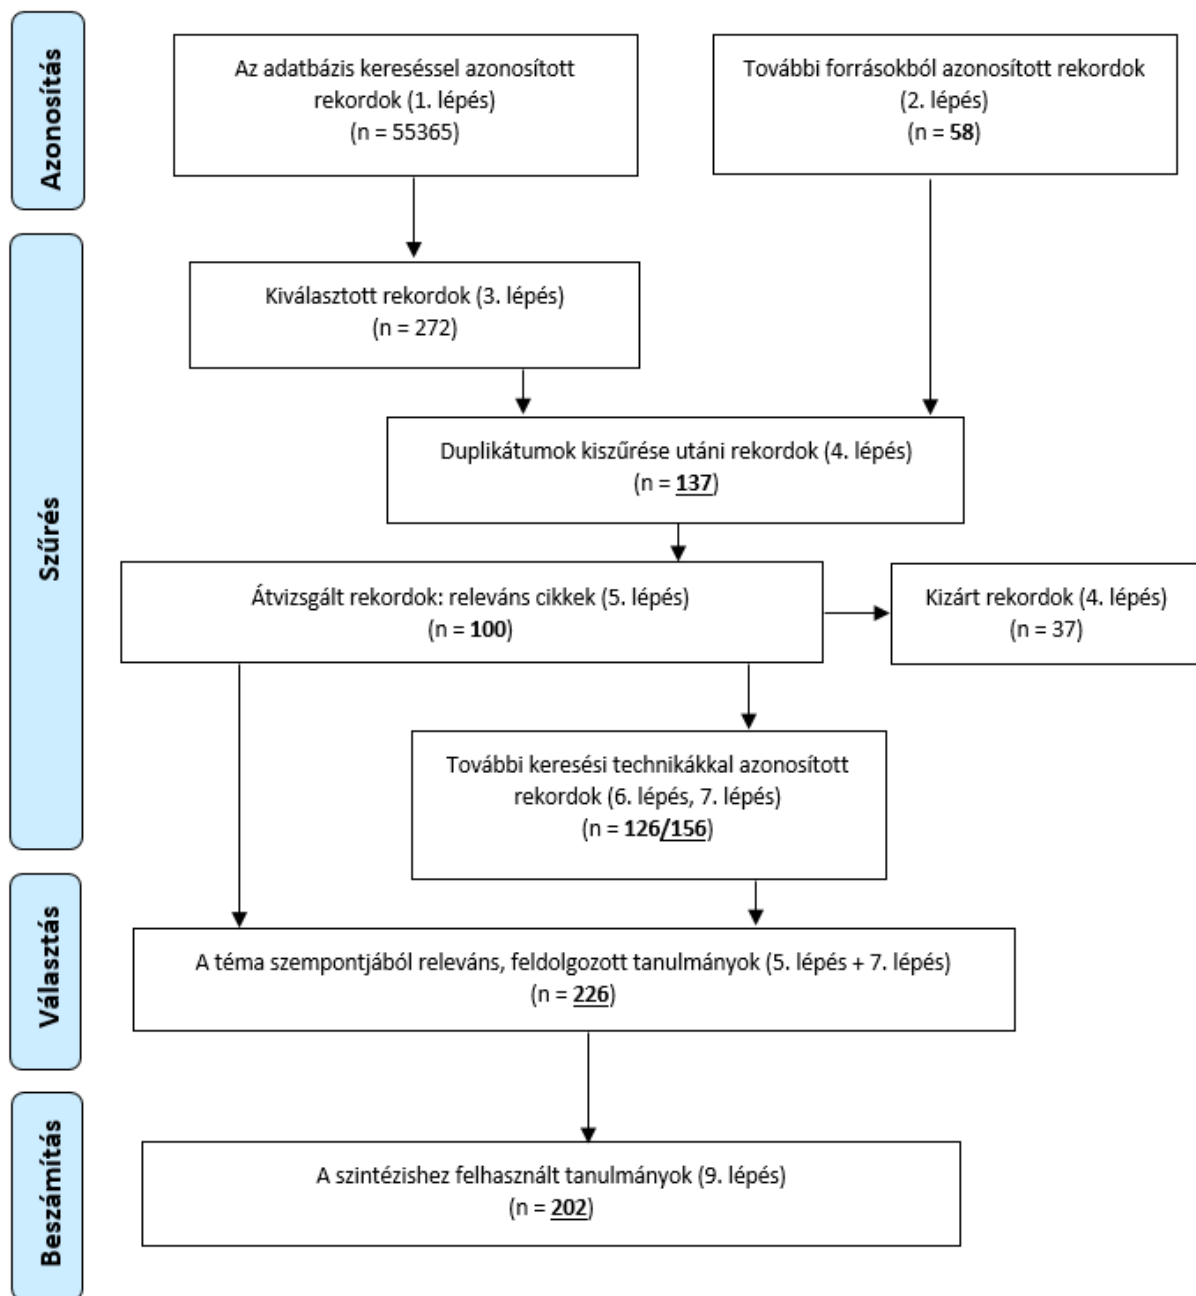 Azonosítás
Az adatbázis kereséssel azonosított
rekordok (1. lépés)
(n = 55365)
További forrásokból azonosított rekordok
(2. lépés)
(n = 58)
Szűrés
Kiválasztott rekordok (3. lépés)
(n = 272)
Duplikátumok kiszűrése utáni rekordok (4. lépés)
(n = 137)
Átvizsgált rekordok: releváns cikkek (5. lépés)
(n = 100)
Kizárt rekordok (4. lépés)
(n = 37)
További keresési technikákkal azonosított
rekordok (6. lépés, 7. lépés)
(n = 126/156)
Választás
A téma szempontjából releváns, feldolgozott tanulmányok (5. lépés + 7. lépés)
(n = 226)
Beszámítás
A szintézishez felhasznált tanulmányok (9. lépés)
(n = 202)